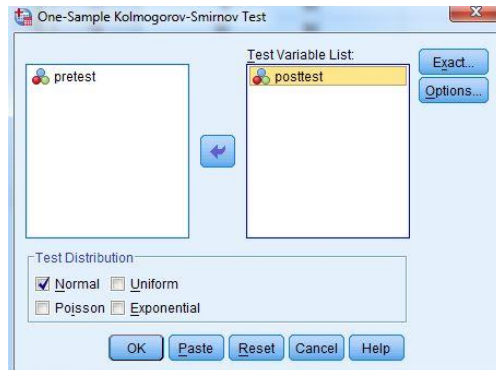 One-Sample Kolmogorov-Smirnov Test
Test Variable List:
pretest
posttest
Exact...
Options...
Test Distribution
Normal Uniform
Poisson Exponential
OK Paste Reset Cancel Help